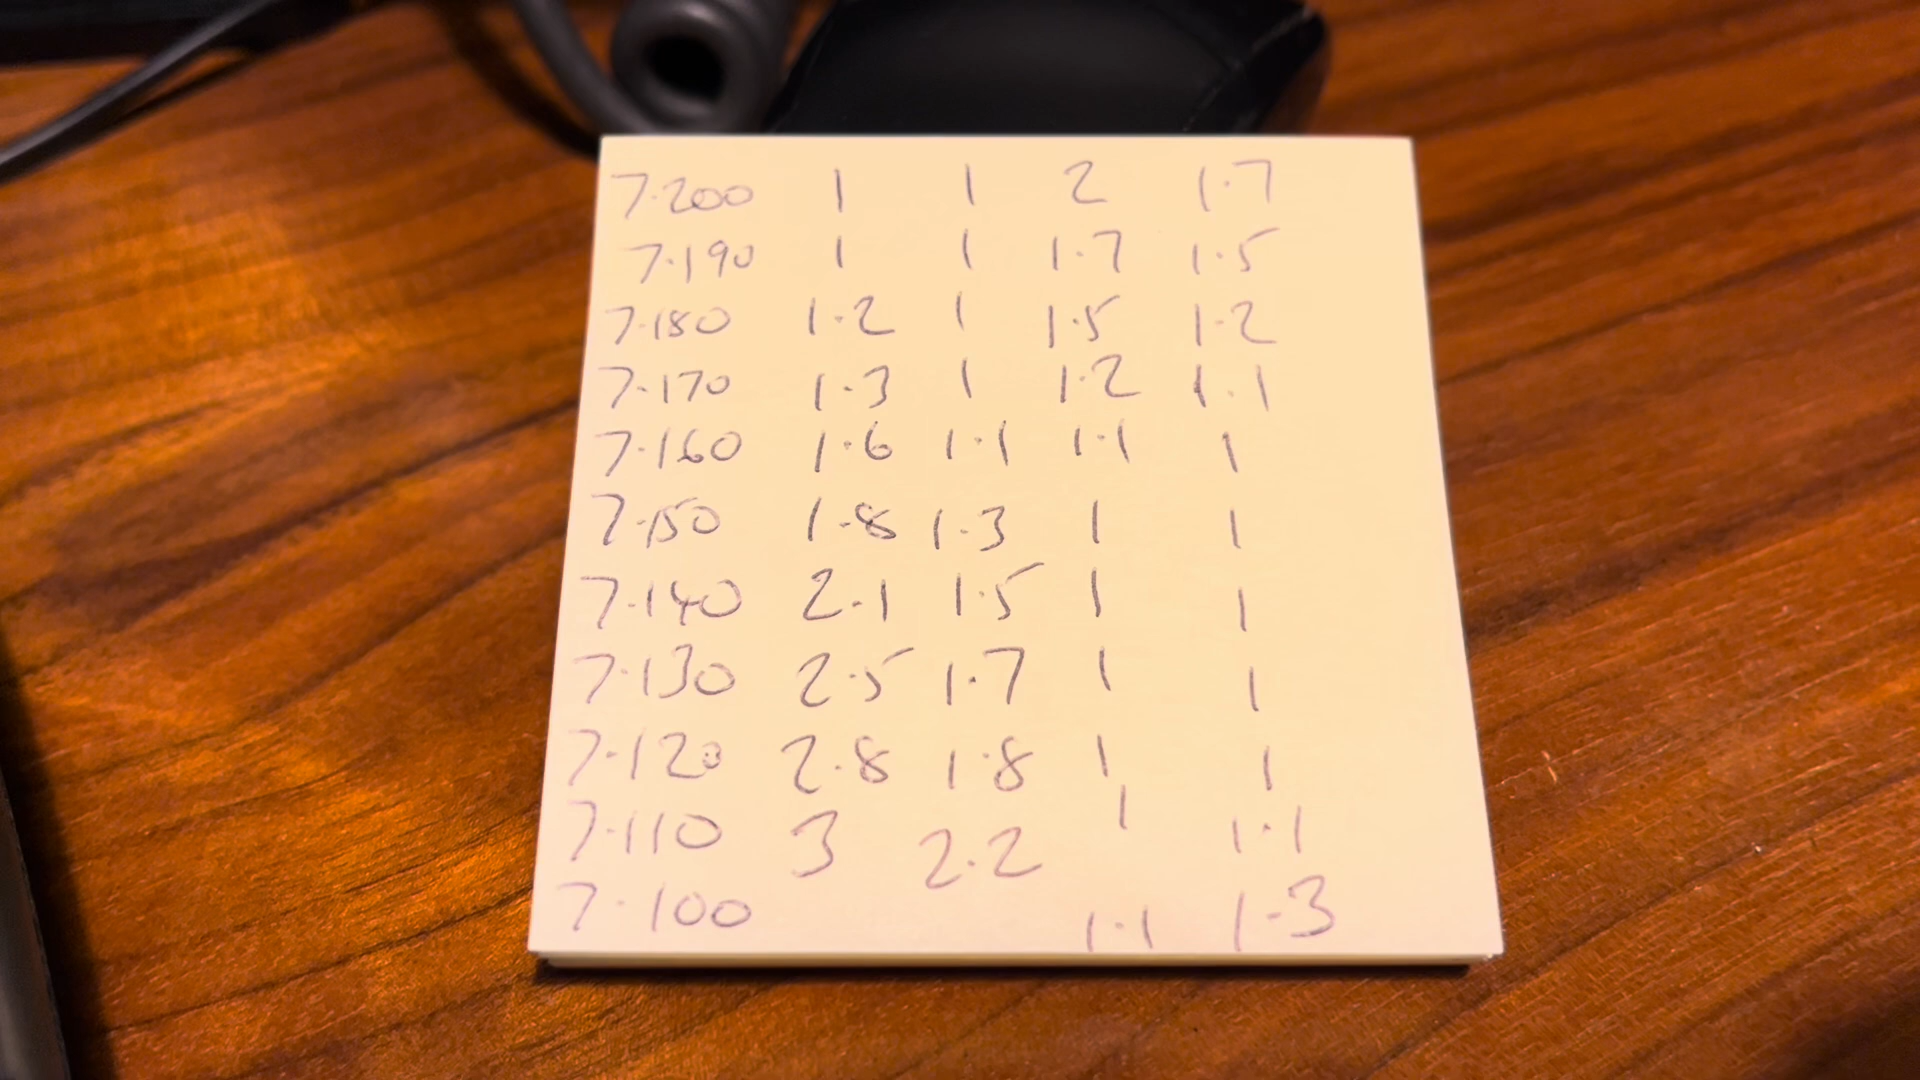 7.200 1 1 2 1.7
7.190 1 1 1.7 1.5
7.180 1.2 1 1.5 1.2
7.170 1.3 1 1.2 1.1
7.160 1.6 1.1 1.1 1
7.150 1.8 1.3 1 1
7.140 2.1 1.5 1 1
7.130 2.5 1.7 1 1
7.120 2.8 1.8 1 1
7.110 3 2.2 1 1.1
7.100 1.1 1.3